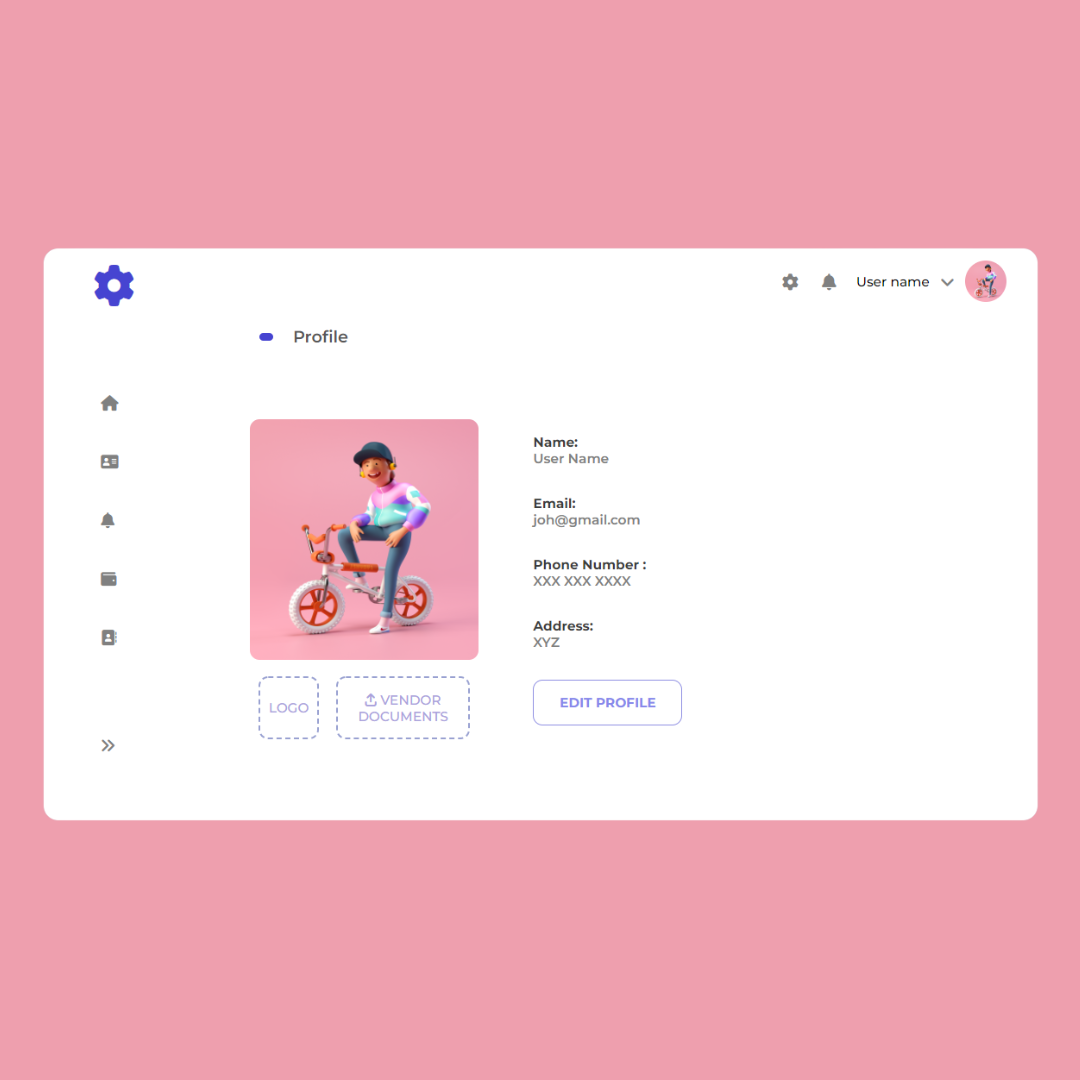 User name
Profile
Name:
User Name
Email:
joh@gmail.com
Phone Number :
XXX XXX XXXX
Address:
XYZ
LOGO
VENDOR
DOCUMENTS
EDIT PROFILE